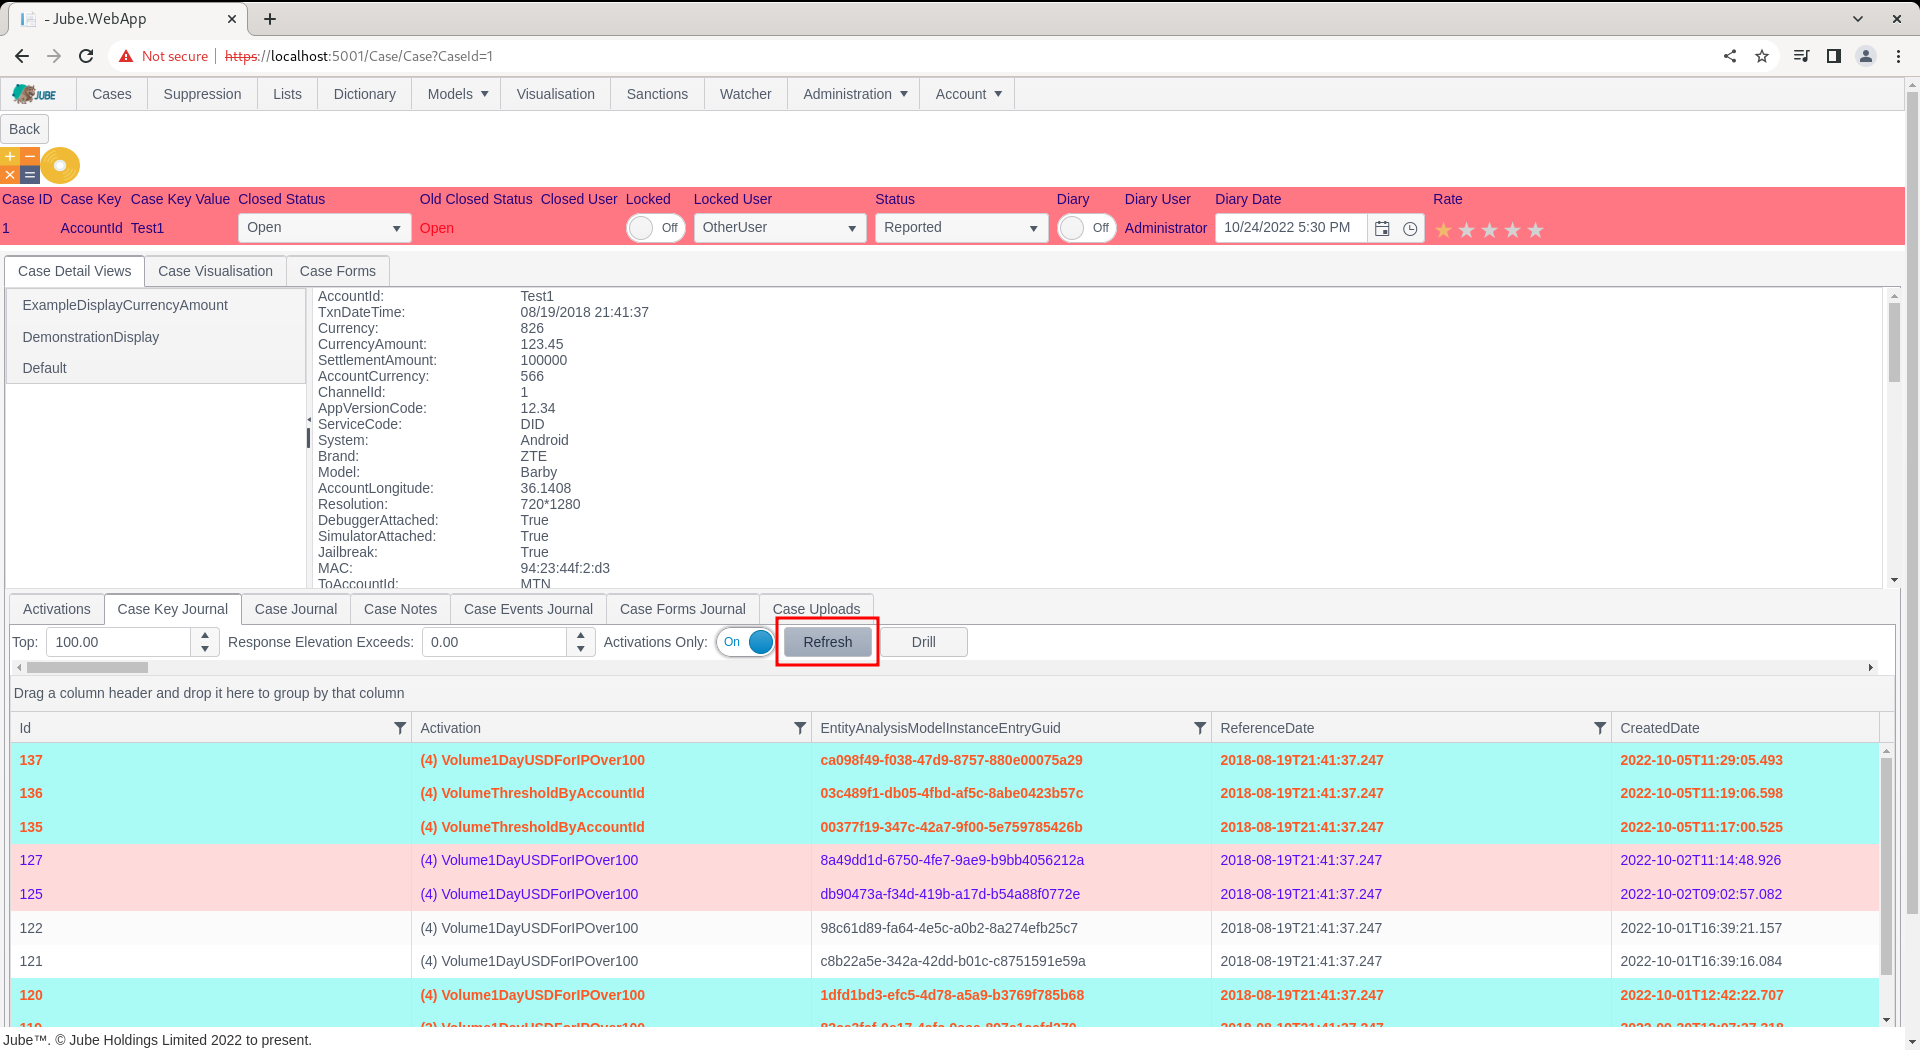 - Jube.WebApp
Not secure https://localhost:5001/Case/Case?CaseId=1
JUBE Cases Suppression Lists Dictionary Models Visualisation Sanctions Watcher Administration Account
Back
Case ID Case Key Case Key Value Closed Status Old Closed Status Closed User Locked Locked User Status Diary Diary User Diary Date Rate
1 AccountId Test1 Open Open Off OtherUser Reported Off Administrator 10/24/2022 5:30 PM
Case Detail Views Case Visualisation Case Forms
ExampleDisplayCurrencyAmount
DemonstrationDisplay
Default
AccountId: Test1
TxnDateTime: 08/19/2018 21:41:37
Currency: 826
CurrencyAmount: 123.45
SettlementAmount: 100000
AccountCurrency: 566
ChannelId: 1
AppVersionCode: 12.34
ServiceCode: DID
System: Android
Brand: ZTE
Model: Barby
AccountLongitude: 36.1408
Resolution: 720*1280
DebuggerAttached: True
SimulatorAttached: True
Jailbreak: True
MAC: 94:23:44f:2:d3
ToAccountId: MTN
Activations Case Key Journal Case Journal Case Notes Case Events Journal Case Forms Journal Case Uploads
Top: 100.00 Response Elevation Exceeds: 0.00 Activations Only: On Refresh Drill
Drag a column header and drop it here to group by that column
Id Activation EntityAnalysisModelInstanceEntryGuid ReferenceDate CreatedDate
137 (4) Volume1DayUSDForIPOver100 ca098f49-f038-47d9-8757-880e00075a29 2018-08-19T21:41:37.247 2022-10-05T11:29:05.493
136 (4) VolumeThresholdByAccountId 03c489f1-db05-4fbd-af5c-8abe0423b57c 2018-08-19T21:41:37.247 2022-10-05T11:19:06.598
135 (4) VolumeThresholdByAccountId 00377f19-347c-42a7-9f00-5e759785426b 2018-08-19T21:41:37.247 2022-10-05T11:17:00.525
127 (4) Volume1DayUSDForIPOver100 8a49dd1d-6750-4fe7-9ae9-b9bb4056212a 2018-08-19T21:41:37.247 2022-10-02T11:14:48.926
125 (4) Volume1DayUSDForIPOver100 db90473a-f34d-419b-a17d-b54a88f0772e 2018-08-19T21:41:37.247 2022-10-02T09:02:57.082
122 (4) Volume1DayUSDForIPOver100 98c61d89-fa64-4e5c-a0b2-8a274efb25c7 2018-08-19T21:41:37.247 2022-10-01T16:39:21.157
121 (4) Volume1DayUSDForIPOver100 c8b22a5e-342a-42dd-b01c-c8751591e59a 2018-08-19T21:41:37.247 2022-10-01T16:39:16.084
120 (4) Volume1DayUSDForIPOver100 1dfd1bd3-efc5-4d78-a5a9-b3769f785b68 2018-08-19T21:41:37.247 2022-10-01T12:42:22.707
Jube™. © Jube Holdings Limited 2022 to present.